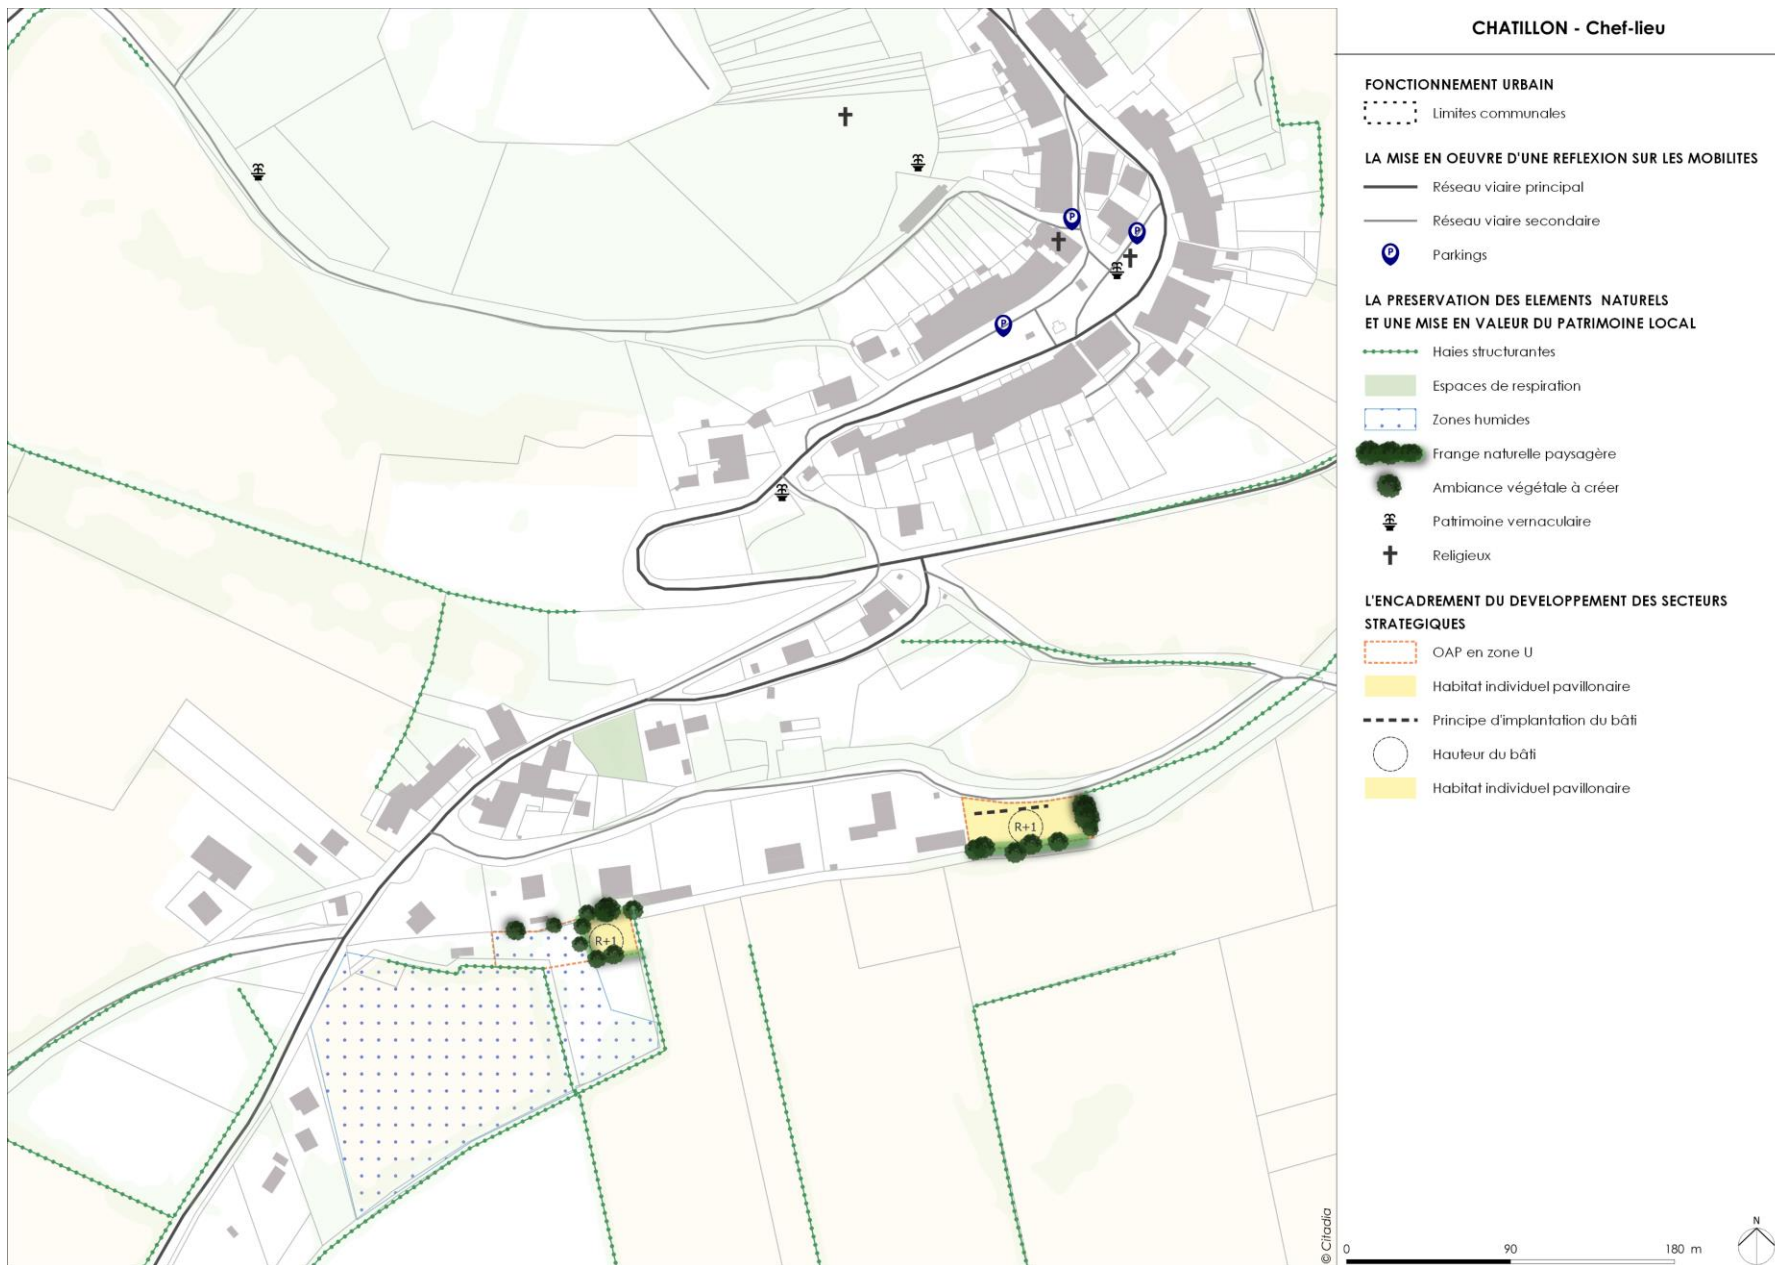 CHATILLON - Chef-lieu
FONCTIONNEMENT URBAIN
Limites communales
LA MISE EN OEUVRE D'UNE REFLEXION SUR LES MOBILITES
Réseau viaire principal
Réseau viaire secondaire
P
Parkings
LA PRESERVATION DES ELEMENTS NATURELS
ET UNE MISE EN VALEUR DU PATRIMOINE LOCAL
Haies structurantes
Espaces de respiration
Zones humides
Frange naturelle paysagère
Ambiance végétale à créer
Patrimoine vernaculaire
Religieux
L'ENCADREMENT DU DEVELOPPEMENT DES SECTEURS
STRATEGIQUES
OAP en zone U
Habitat individuel pavillonaire
Principe d'implantation du bâti
Hauteur du bâti
Habitat individuel pavillonaire
P
P
P
R+1
R+1
© Citadia
N
0 90 180 m